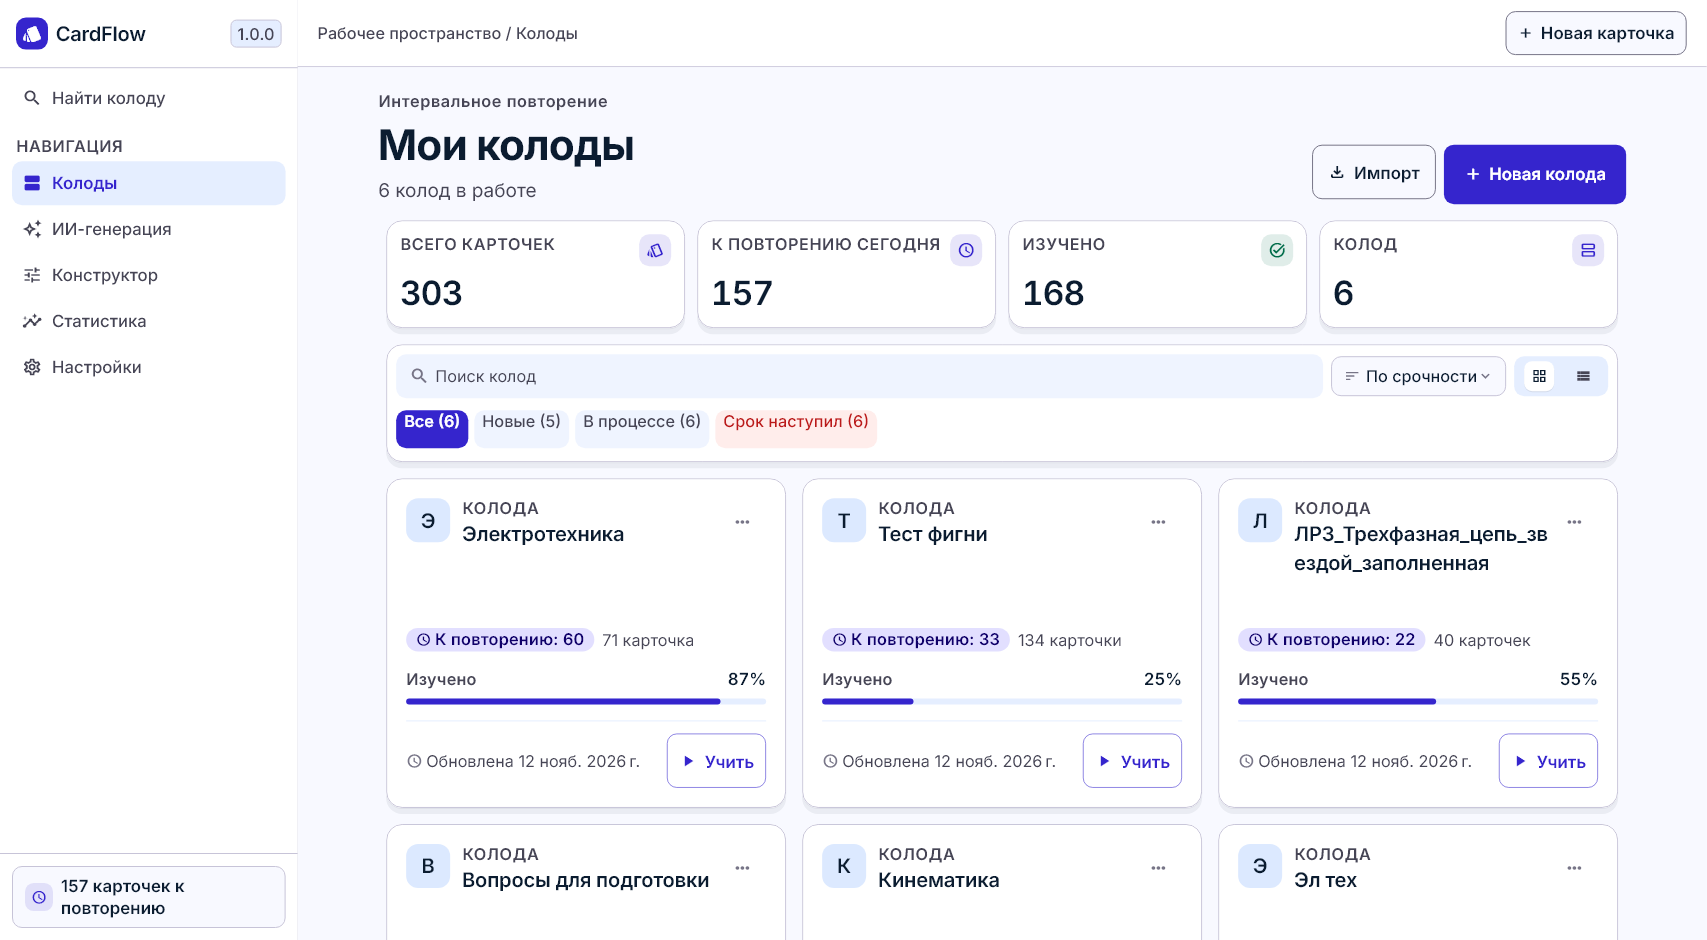 CardFlow
1.0.0
Найти колоду
НАВИГАЦИЯ
Колоды
ИИ-генерация
Конструктор
Статистика
Настройки
157 карточек к
повторению
Рабочее пространство / Колоды
+ Новая карточка
Интервальное повторение
Мои колоды
6 колод в работе
Импорт
+ Новая колода
ВСЕГО КАРТОЧЕК
303
К ПОВТОРЕНИЮ СЕГОДНЯ
157
ИЗУЧЕНО
168
КОЛОД
6
Поиск колод
По срочности
Все (6)
Новые (5)
В процессе (6)
Срок наступил (6)
Э
КОЛОДА
Электротехника
К повторению: 60
71 карточка
Изучено
87%
Обновлена 12 нояб. 2026 г.
Учить
Т
КОЛОДА
Тест фигни
К повторению: 33
134 карточки
Изучено
25%
Обновлена 12 нояб. 2026 г.
Учить
Л
КОЛОДА
ЛР3_Трехфазная_цепь_зв
ездой_заполненная
К повторению: 22
40 карточек
Изучено
55%
Обновлена 12 нояб. 2026 г.
Учить
В
КОЛОДА
Вопросы для подготовки
К
КОЛОДА
Кинематика
Э
КОЛОДА
Эл тех